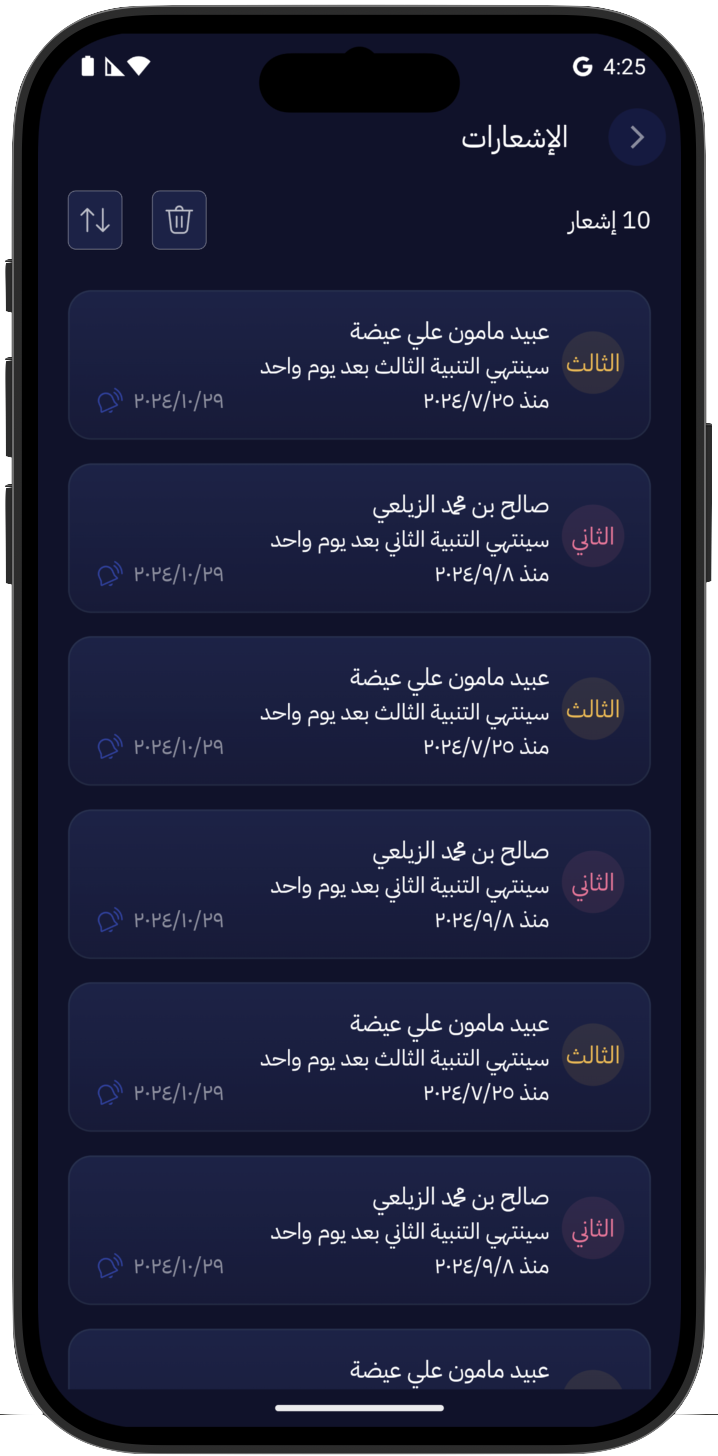 G 4:25
الإشعارات
10 إشعار
عبيد مامون علي عيضة
الثالث
سينتهي التنبية الثالث بعد يوم واحد
منذ ٢٠٢٤/٧/٢٥
٢٠٢٤/١٠/٢٩
صالح بن محمد الزيلعي
الثاني
سينتهي التنبية الثاني بعد يوم واحد
منذ ٢٠٢٤/٩/٨
٢٠٢٤/١٠/٢٩
عبيد مامون علي عيضة
الثالث
سينتهي التنبية الثالث بعد يوم واحد
منذ ٢٠٢٤/٧/٢٥
٢٠٢٤/١٠/٢٩
صالح بن محمد الزيلعي
الثاني
سينتهي التنبية الثاني بعد يوم واحد
منذ ٢٠٢٤/٩/٨
٢٠٢٤/١٠/٢٩
عبيد مامون علي عيضة
الثالث
سينتهي التنبية الثالث بعد يوم واحد
منذ ٢٠٢٤/٧/٢٥
٢٠٢٤/١٠/٢٩
صالح بن محمد الزيلعي
الثاني
سينتهي التنبية الثاني بعد يوم واحد
منذ ٢٠٢٤/٩/٨
٢٠٢٤/١٠/٢٩
عبيد مامون علي عيضة